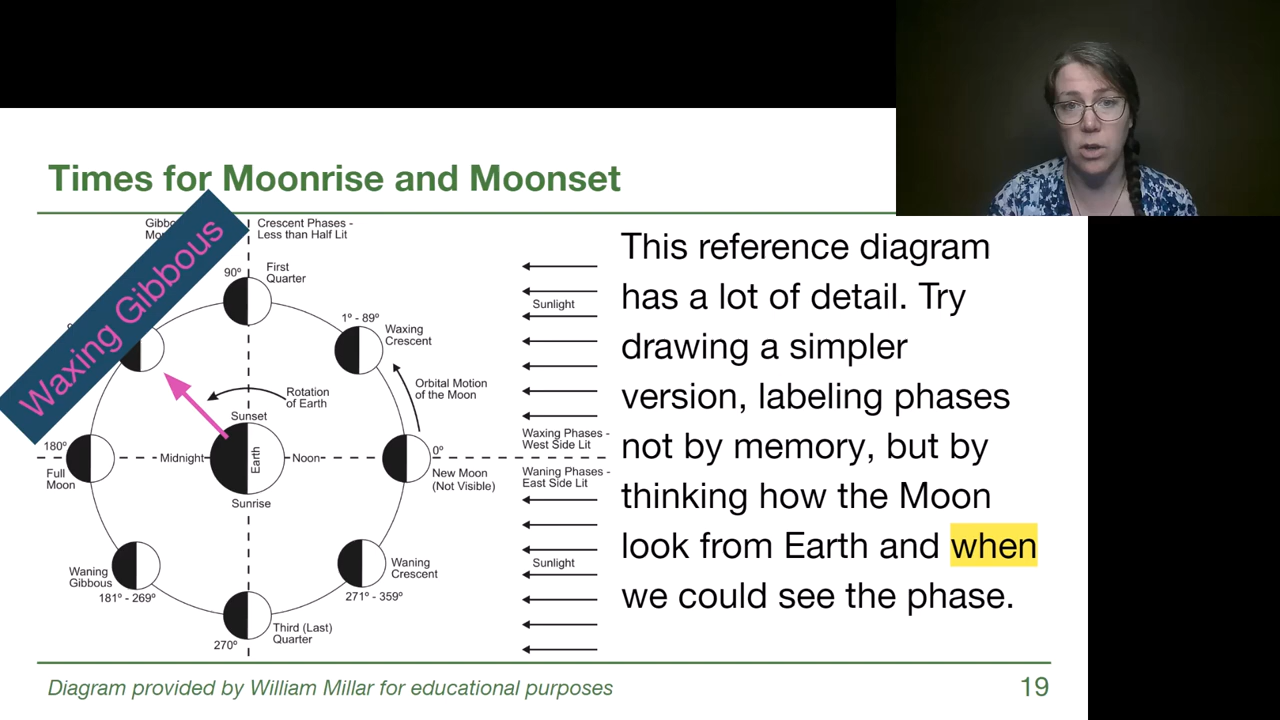 Times for Moonrise and Moonset
Waxing Gibbous
Crescent Phases -
Less than Half Lit
90º
First
Quarter
1º - 89º
Waxing
Crescent
Sunlight
Rotation
of Earth
Orbital Motion
of the Moon
Sunset
180º
Full
Moon
Midnight
Earth
Noon
0º
New Moon
(Not Visible)
Waxing Phases -
West Side Lit
Waning Phases -
East Side Lit
Sunrise
Waning
Gibbous
181º - 269º
Waning
Crescent
271º - 359º
Sunlight
Third (Last)
Quarter
270º
This reference diagram
has a lot of detail. Try
drawing a simpler
version, labeling phases
not by memory, but by
thinking how the Moon
look from Earth and when
we could see the phase.
Diagram provided by William Millar for educational purposes
19